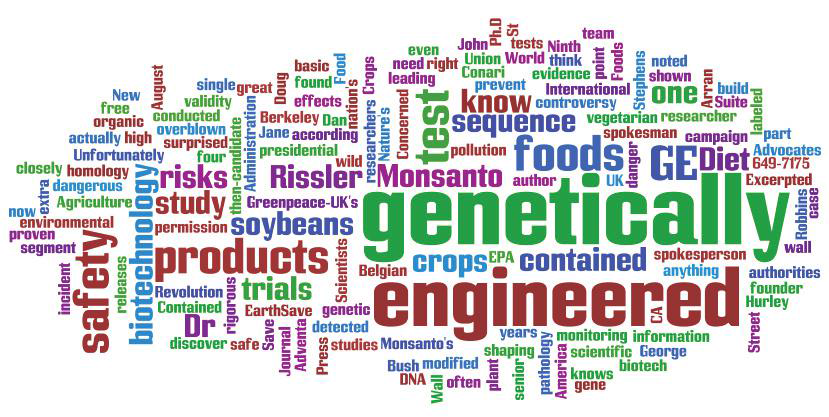 team
Ph.D
St
John
tests
Ninth
even
Union
World
think
point
Foods
need
right
Conari
evidence
noted
basic
Food
leading
prevent
International
Stephens
shown
Arran
August
single
great
Doug
found
nation's
Crops
know
controversy
one
build
Suite
New
free
validity
effects
Concerned
test
sequence
vegetarian
researcher
labeled
organic
conducted
Administration
Berkeley
Dan
researchers
Nature's
spokesman
campaign
part
actually
high
overblown
then-candidate
Jane
according
pollution
foods
danger
GE
Diet
Advocates
Unfortunately
surprised
presidential
wild
649-7175
closely
homology
four
risks
Rissler
Monsanto
author
UK
Excerpted
extra
dangerous
biotechnology
Agriculture
study
Greenpeace-UK's
genetically
Robbins
case
now
environmental
permission
soybeans
wall
proven
segment
safety
products
Scientists
Belgian
crops
EPA
contained
spokesperson
anything
authorities
incident
releases
Revolution
trials
engineered
CA
founder
Hurley
Contained
rigorous
EarthSave
genetic
Street
Dr
detected
discover
safe
Save
Journal
Adventa
Press
studies
Monsanto's
years
monitoring
information
shaping
pathology
scientific
George
Bush
modified
senior
America
biotech
DNA
Wall
often
plant
knows
gene